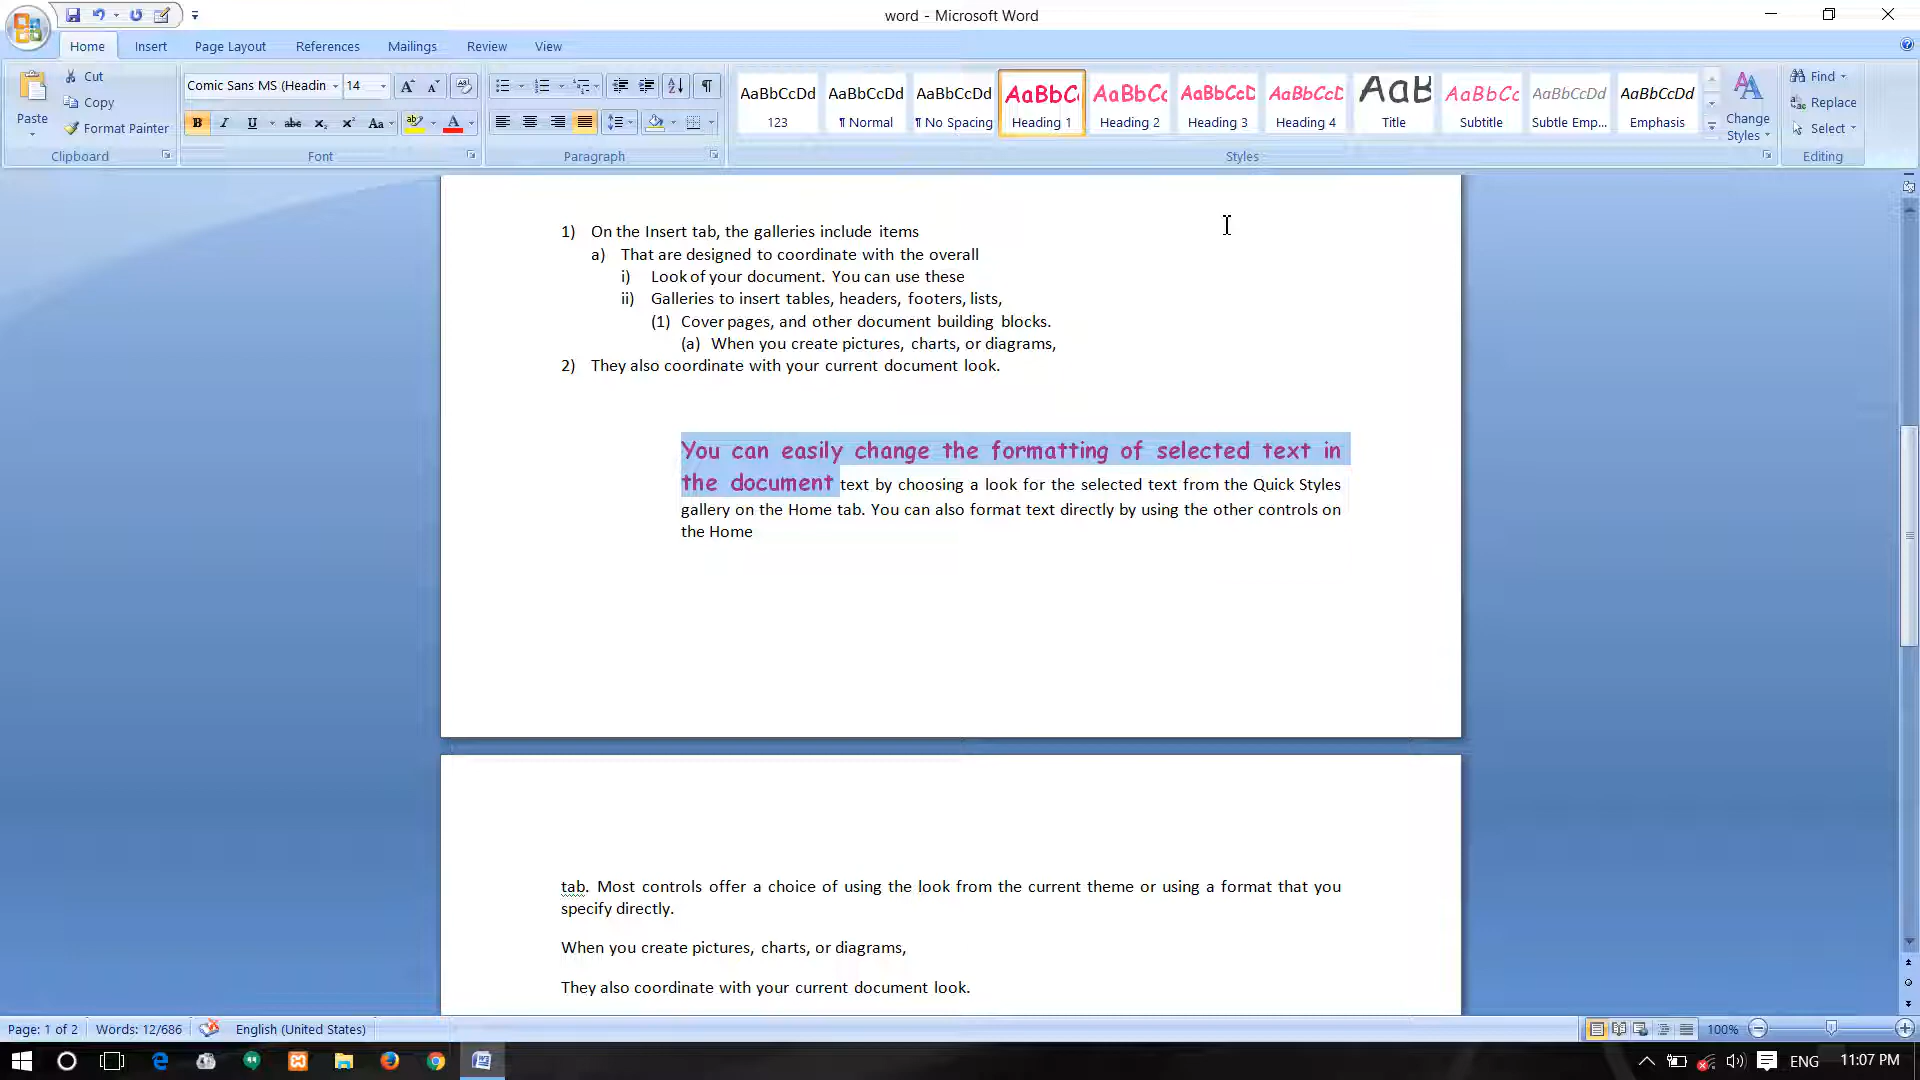 word - Microsoft Word
Home Insert Page Layout References Mailings Review View
Paste
Cut
Copy
Format Painter
Clipboard
Comic Sans MS (Headin 14
Font
Paragraph
AaBbCcDd AaBbCcDd AaBbCcDd AaBbC AaBbCc AaBbCcD AaBbCcD AaB AaBbCc AaBbCcDd AaBbCcDd
123 ¶ Normal ¶ No Spacing Heading 1 Heading 2 Heading 3 Heading 4 Title Subtitle Subtle Emp... Emphasis
Styles
Change
Styles
Find
Replace
Select
Editing
1) On the Insert tab, the galleries include items
a) That are designed to coordinate with the overall
i) Look of your document. You can use these
ii) Galleries to insert tables, headers, footers, lists,
(1) Cover pages, and other document building blocks.
(a) When you create pictures, charts, or diagrams,
2) They also coordinate with your current document look.
You can easily change the formatting of selected text in
the document text by choosing a look for the selected text from the Quick Styles
gallery on the Home tab. You can also format text directly by using the other controls on
the Home
tab. Most controls offer a choice of using the look from the current theme or using a format that you
specify directly.
When you create pictures, charts, or diagrams,
They also coordinate with your current document look.
Page: 1 of 2 Words: 12/686 English (United States) 100%
ENG 11:07 PM